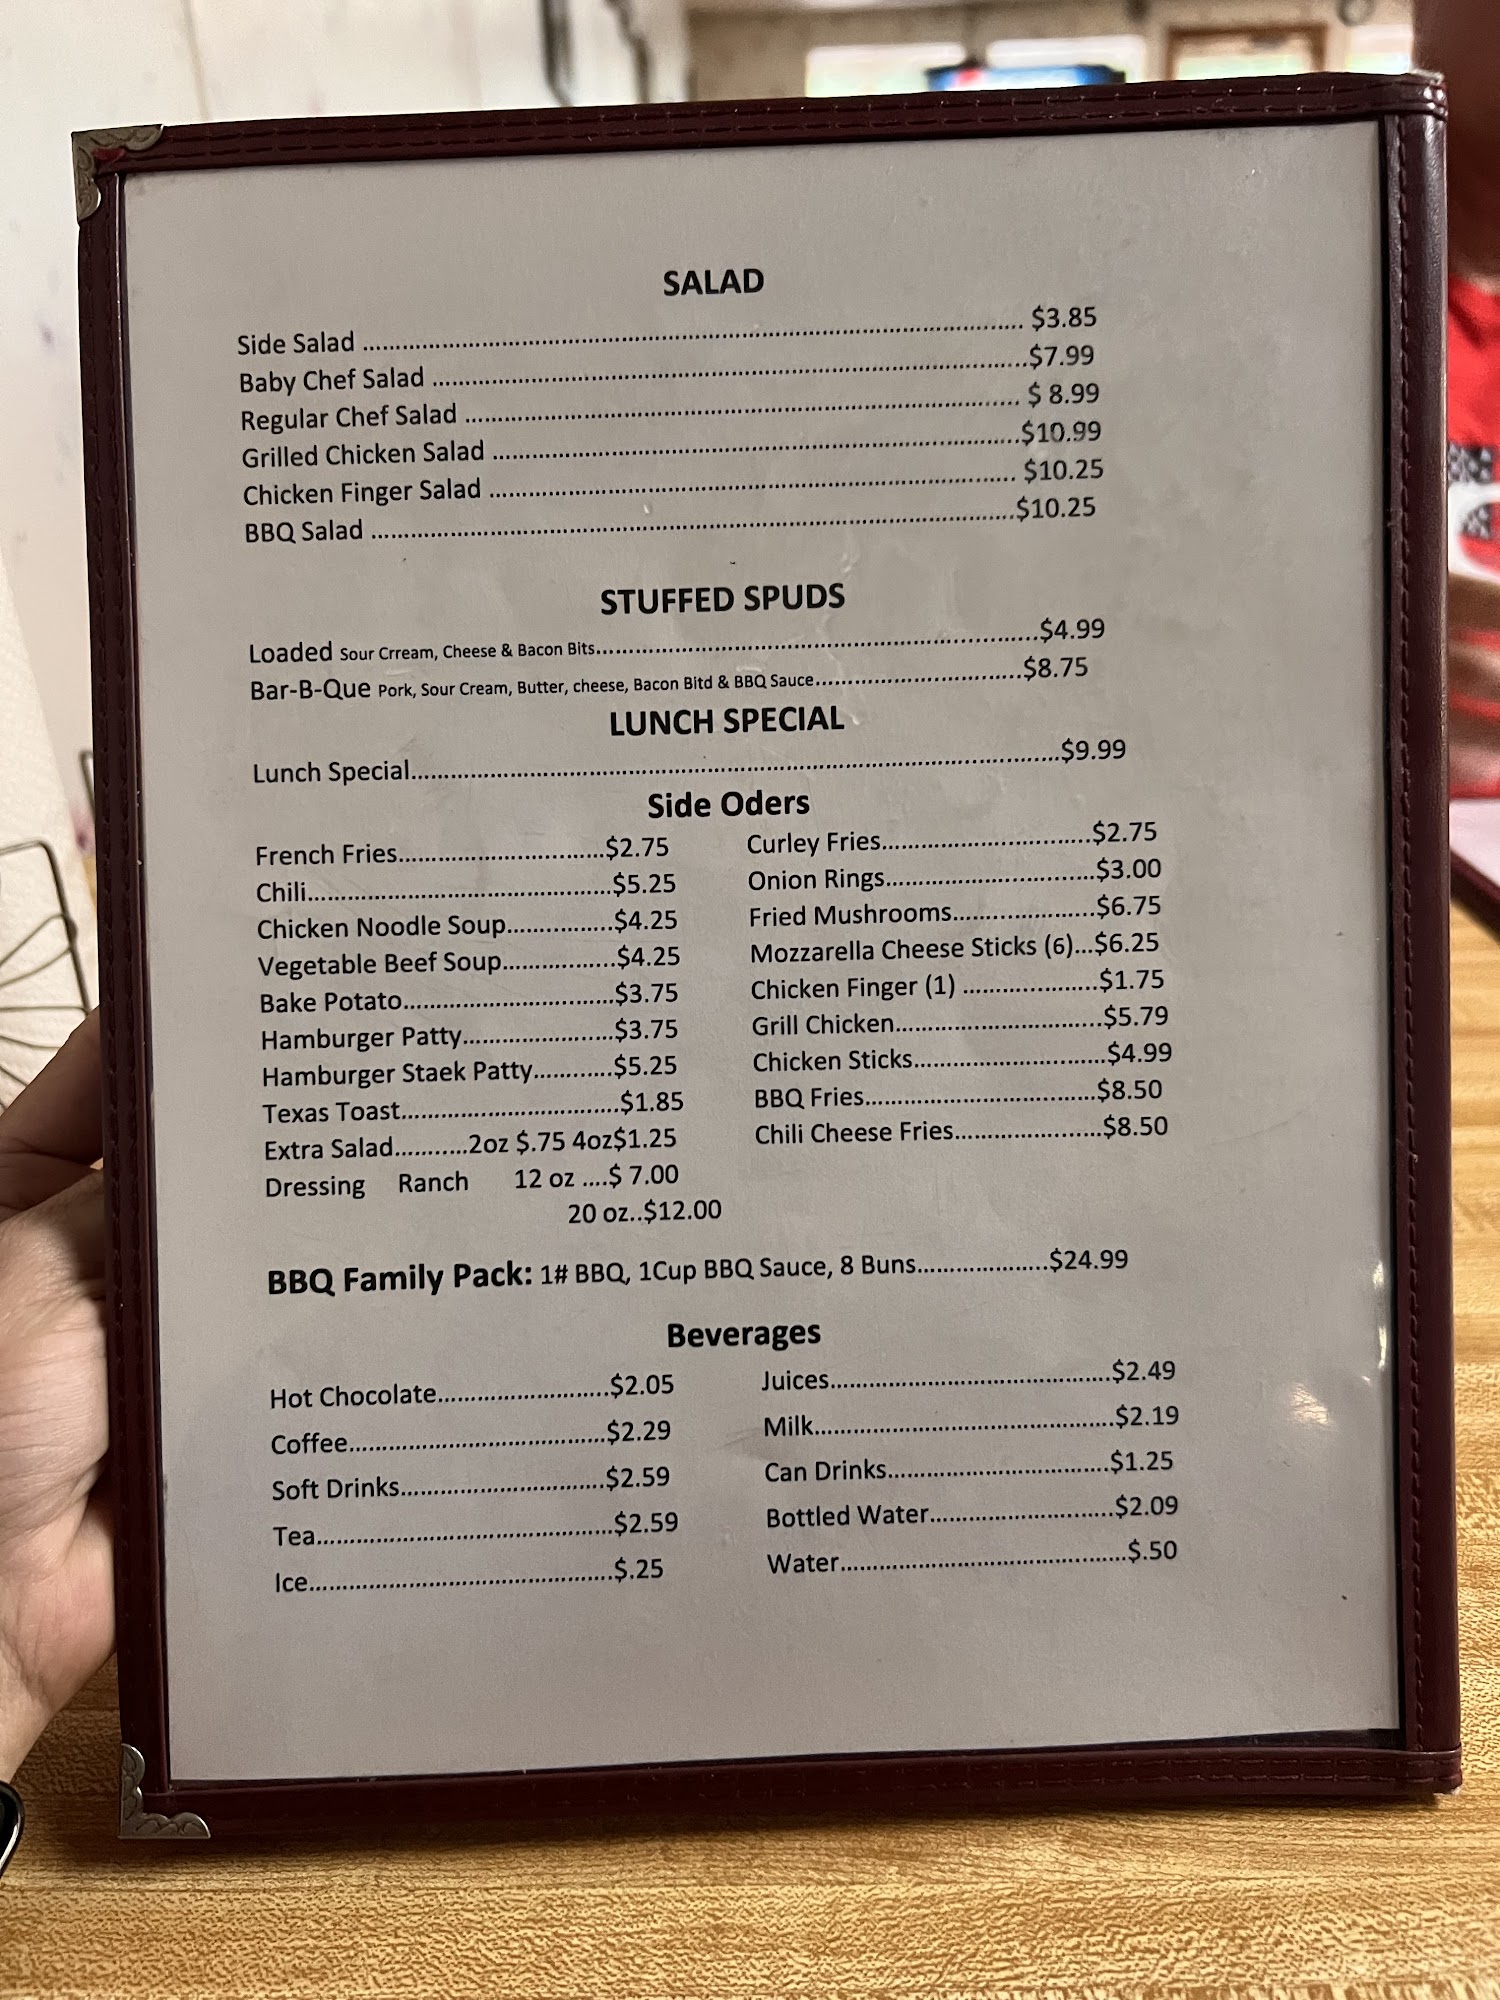 SALAD
Side Salad ........................ $3.85
Baby Chef Salad ........................$7.99
Regular Chef Salad ........................ $ 8.99
Grilled Chicken Salad ........................$10.99
Chicken Finger Salad ........................ $10.25
BBQ Salad ........................$10.25
STUFFED SPUDS
Loaded Sour Crream, Cheese & Bacon Bits........................$4.99
Bar-B-Que Pork, Sour Cream, Butter, cheese, Bacon Bitd & BBQ Sauce........................$8.75
LUNCH SPECIAL
Lunch Special........................$9.99
Side Oders
French Fries........................$2.75
Chili........................$5.25
Chicken Noodle Soup................$4.25
Vegetable Beef Soup.................$4.25
Bake Potato........................$3.75
Hamburger Patty......................$3.75
Hamburger Staek Patty............$5.25
Texas Toast........................$1.85
Extra Salad...........2oz $.75 4oz$1.25
Dressing Ranch 12 oz ....$ 7.00
20 oz..$12.00
Curley Fries........................$2.75
Onion Rings........................$3.00
Fried Mushrooms.....................$6.75
Mozzarella Cheese Sticks (6)...$6.25
Chicken Finger (1) ....................$1.75
Grill Chicken........................$5.79
Chicken Sticks........................$4.99
BBQ Fries........................$8.50
Chili Cheese Fries......................$8.50
BBQ Family Pack: 1# BBQ, 1Cup BBQ Sauce, 8 Buns....................$24.99
Beverages
Hot Chocolate........................$2.05
Coffee........................$2.29
Soft Drinks........................$2.59
Tea........................$2.59
Ice........................$.25
Juices........................$2.49
Milk........................$2.19
Can Drinks........................$1.25
Bottled Water........................$2.09
Water........................$.50